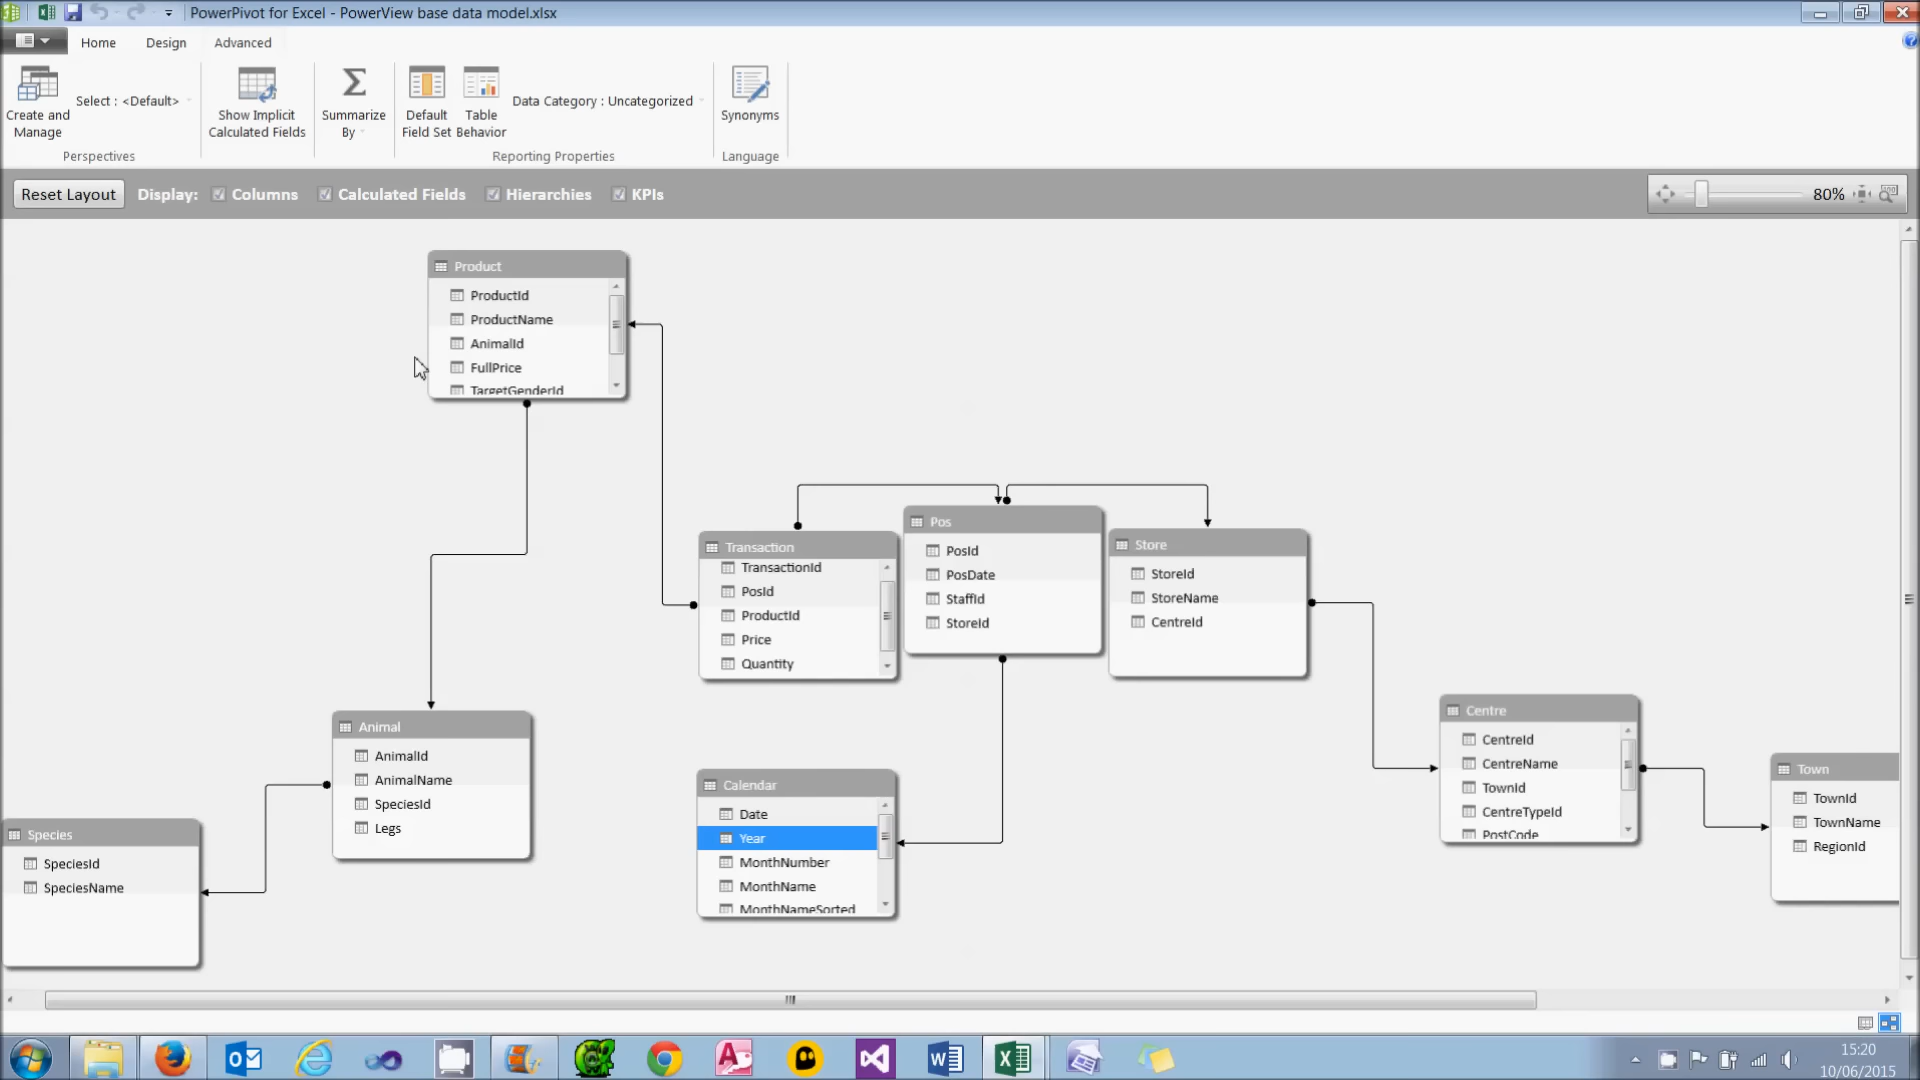 PowerPivot for Excel - PowerView base data model.xlsx
Home Design Advanced
Create and Manage
Select : <Default>
Show Implicit Calculated Fields
Summarize By
Default Field Set
Table Behavior
Data Category : Uncategorized
Synonyms
Perspectives
Reporting Properties
Language
Reset Layout Display: Columns Calculated Fields Hierarchies KPIs 80%
Product
ProductId
ProductName
AnimalId
FullPrice
TargetGenderId
Transaction
TransactionId
PosId
ProductId
Price
Quantity
Pos
PosId
PosDate
StaffId
StoreId
Store
StoreId
StoreName
CentreId
Centre
CentreId
CentreName
TownId
CentreTypeId
PostCode
Town
TownId
TownName
RegionId
Animal
AnimalId
AnimalName
SpeciesId
Legs
Calendar
Date
Year
MonthNumber
MonthName
MonthNameSorted
Species
SpeciesId
SpeciesName
15:20
10/06/2015